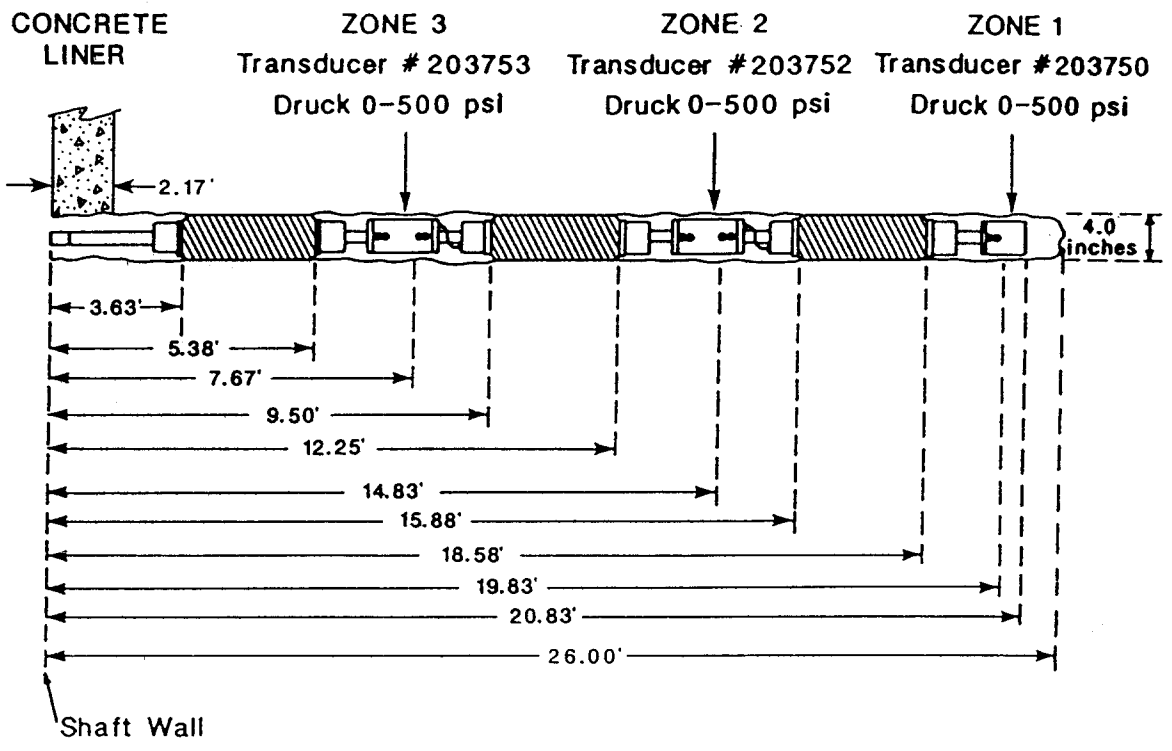 CONCRETE
LINER
ZONE 3
Transducer # 203753
Druck 0-500 psi
ZONE 2
Transducer #203752
Druck 0-500 psi
ZONE 1
Transducer #203750
Druck 0-500 psi
2.17'
4.0
inches
3.63'
5.38'
7.67'
9.50'
12.25'
14.83'
15.88'
18.58'
19.83'
20.83'
26.00'
Shaft Wall